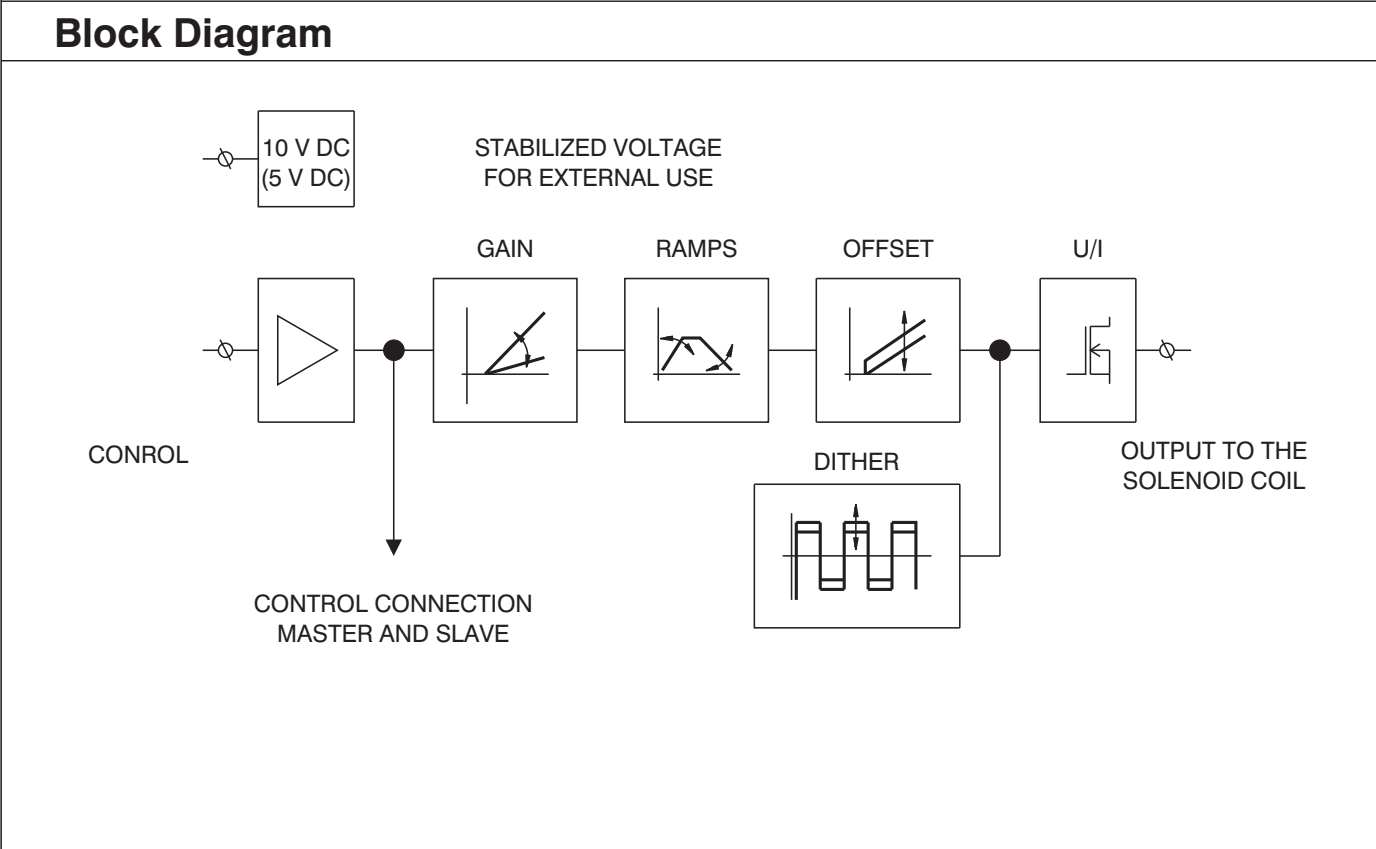 Block Diagram
10 V DC
(5 V DC)
STABILIZED VOLTAGE
FOR EXTERNAL USE
GAIN
RAMPS
OFFSET
U/I
CONROL
DITHER
OUTPUT TO THE
SOLENOID COIL
CONTROL CONNECTION
MASTER AND SLAVE